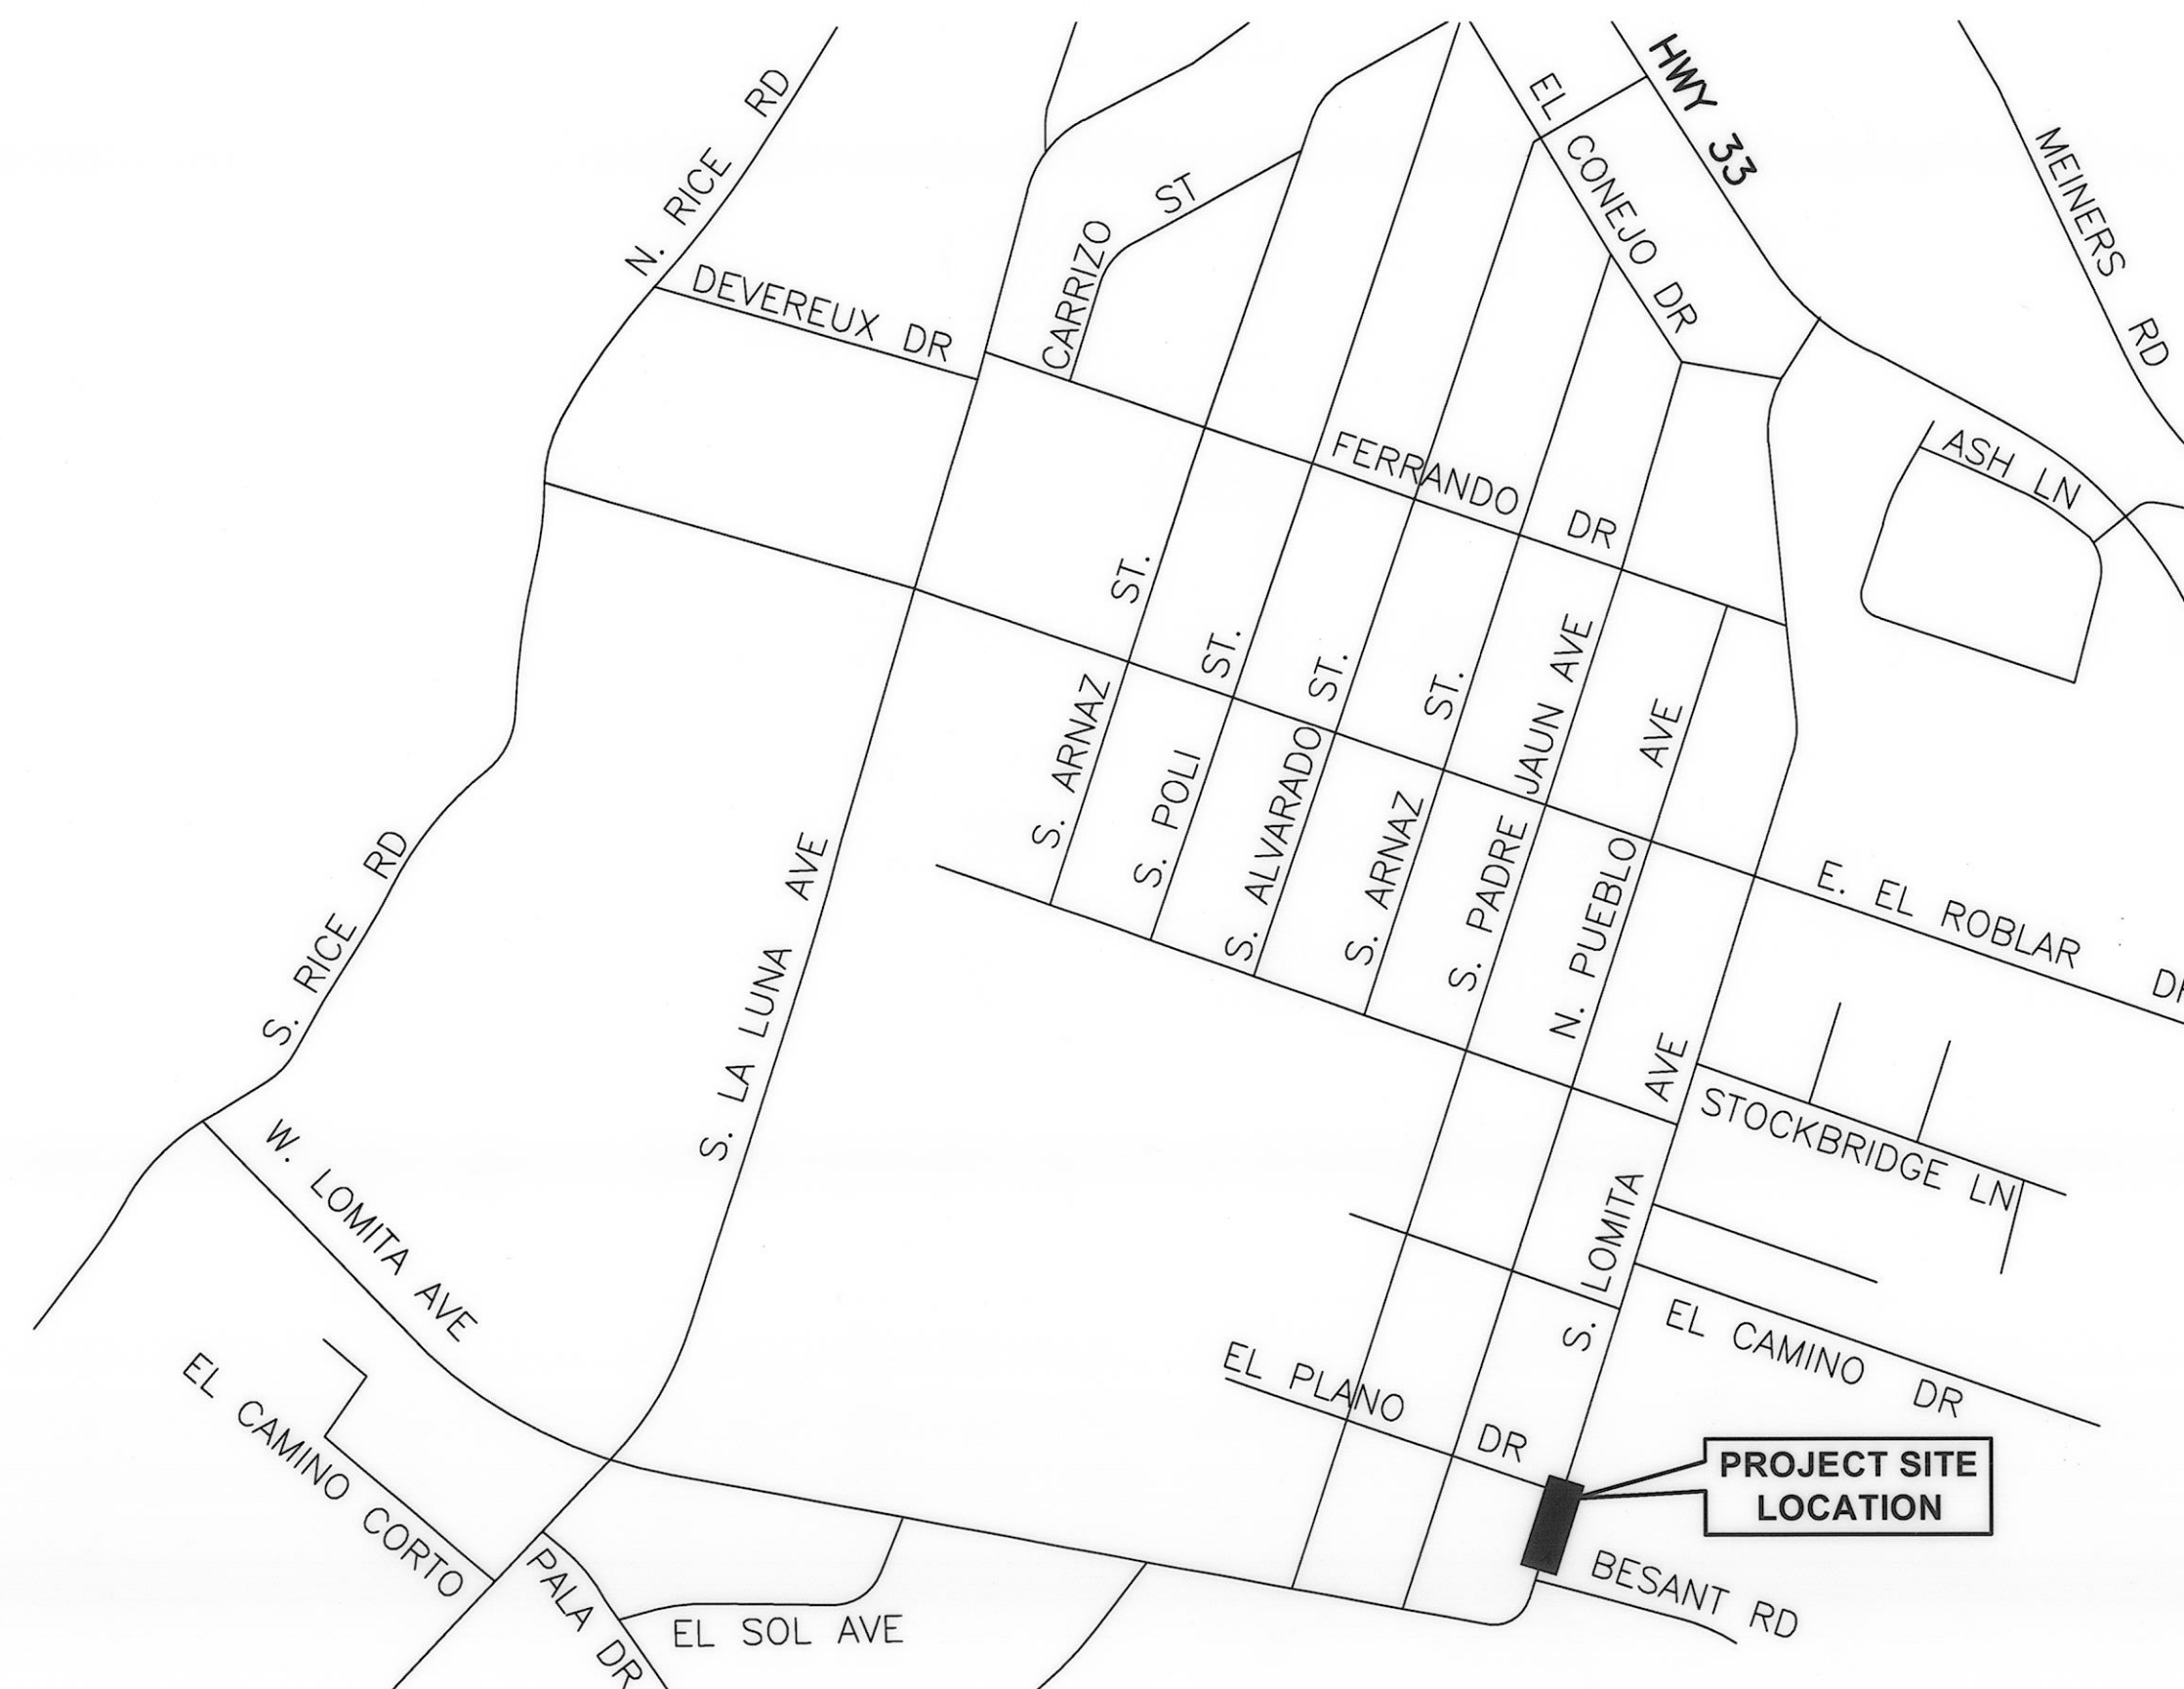 HWY 33
N. RICE RD
EL CONEJO DR
MEINERS RD
CARRIZO ST
DEVEREUX DR
FERRANDO DR
ASH LN
S. ARNAZ ST.
S. POLI ST.
S. ALVARADO ST.
S. ARNAZ ST.
S. PADRE JAUN AVE
N. PUEBLO AVE
E. EL ROBLAR
S. RICE RD
S. LA LUNA AVE
STOCKBRIDGE LN
S. LOMITA AVE
W. LOMITA AVE
EL CAMINO DR
EL PLANO DR
EL CAMINO CORTO
PROJECT SITE
LOCATION
BESANT RD
PALA DR
EL SOL AVE